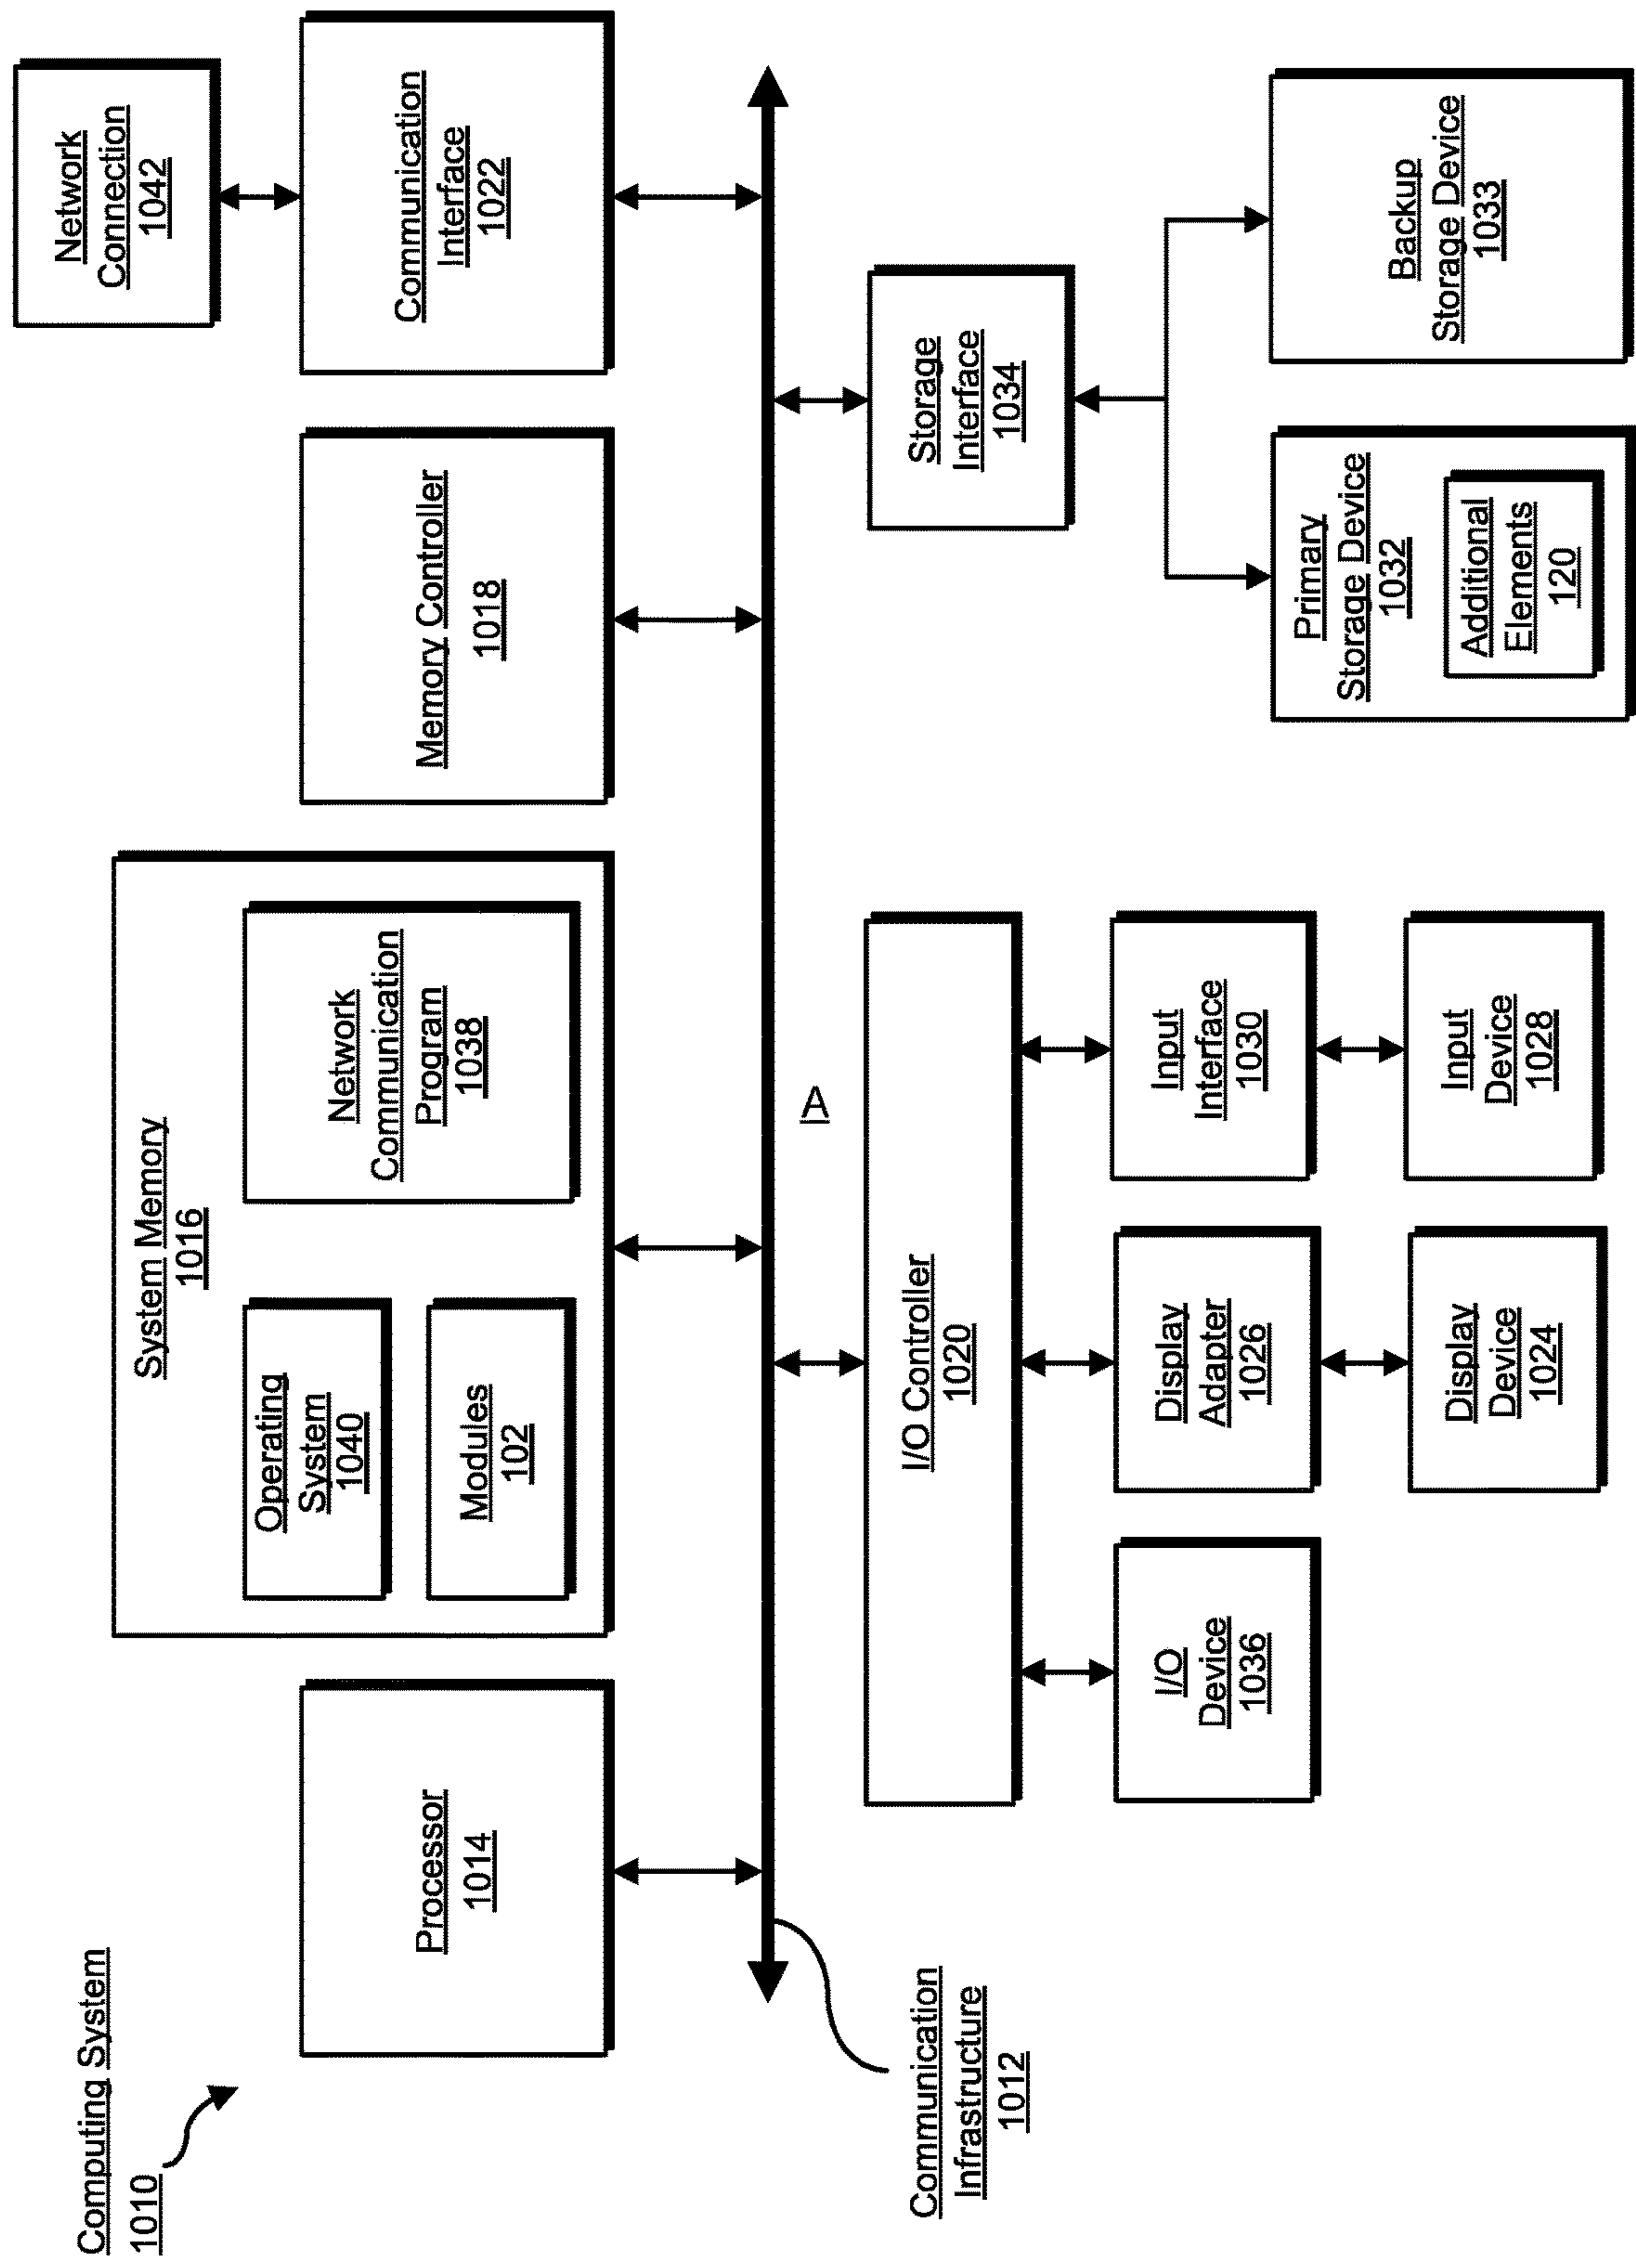 Computing System
1010
System Memory
1016
Operating
System
1040
Modules
102
Network
Communication
Program
1038
Processor
1014
Memory Controller
1018
Communication
Interface
1022
Network
Connection
1042
A
Communication
Infrastructure
1012
I/O Controller
1020
Storage
Interface
1034
I/O
Device
1036
Display
Adapter
1026
Input
Interface
1030
Display
Device
1024
Input
Device
1028
Primary
Storage Device
1032
Additional
Elements
120
Backup
Storage Device
1033